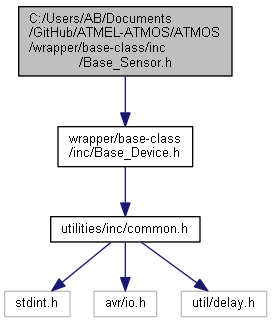 C:/Users/AB/Documents
/GitHub/ATMEL-ATMOS/ATMOS
/wrapper/base-class/inc
/Base_Sensor.h
wrapper/base-class
/inc/Base_Device.h
utilities/inc/common.h
stdint.h
avr/io.h
util/delay.h